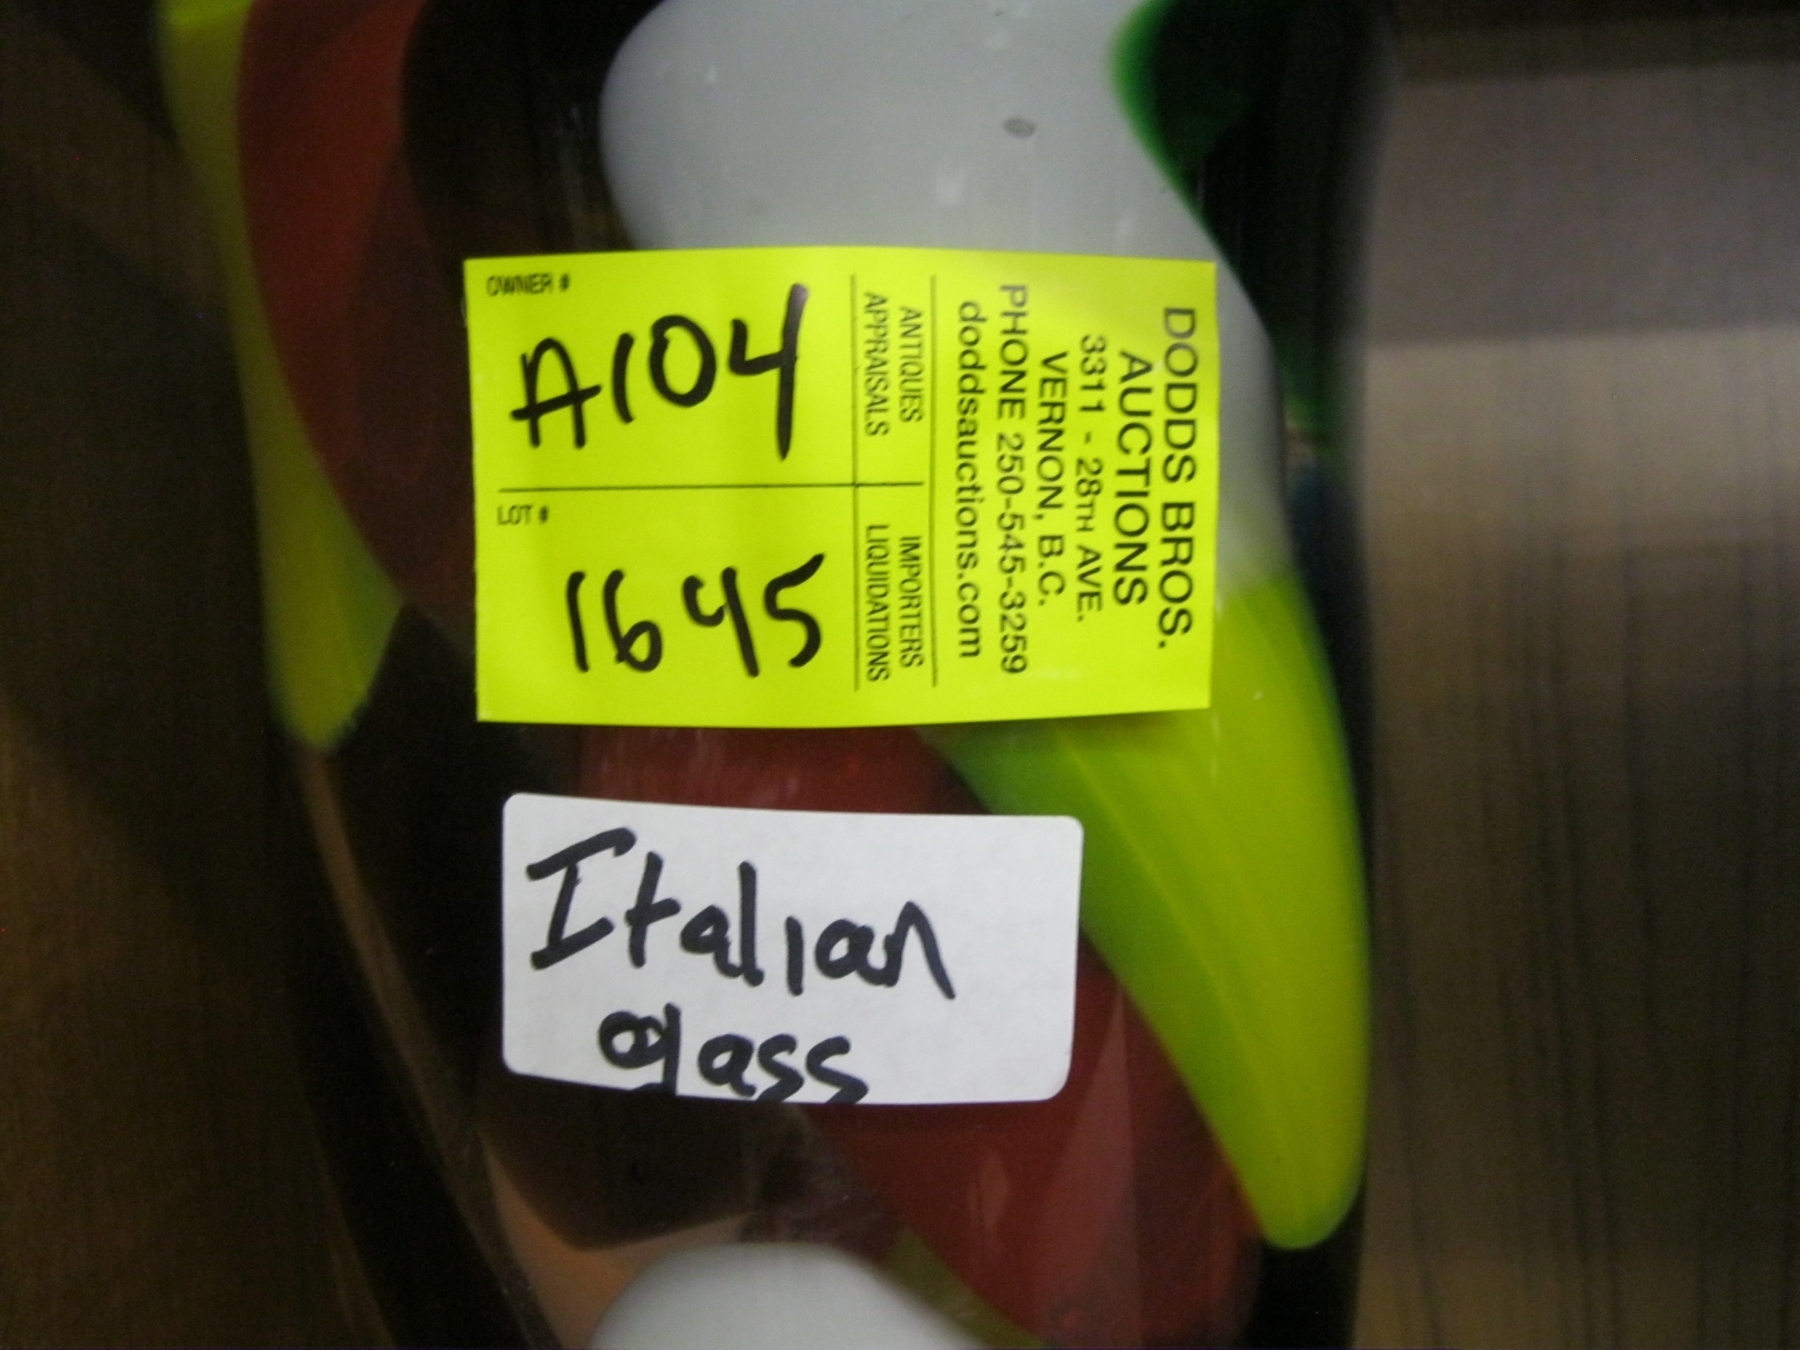 OWNER #
A104
LOT #
1645
ANTIQUES
APPRAISALS
IMPORTERS
LIQUIDATIONS
DODDS BROS.
AUCTIONS
3311 - 28TH AVE.
VERNON, B.C.
PHONE 250-545-3259
doddsauctions.com
Italian
glass